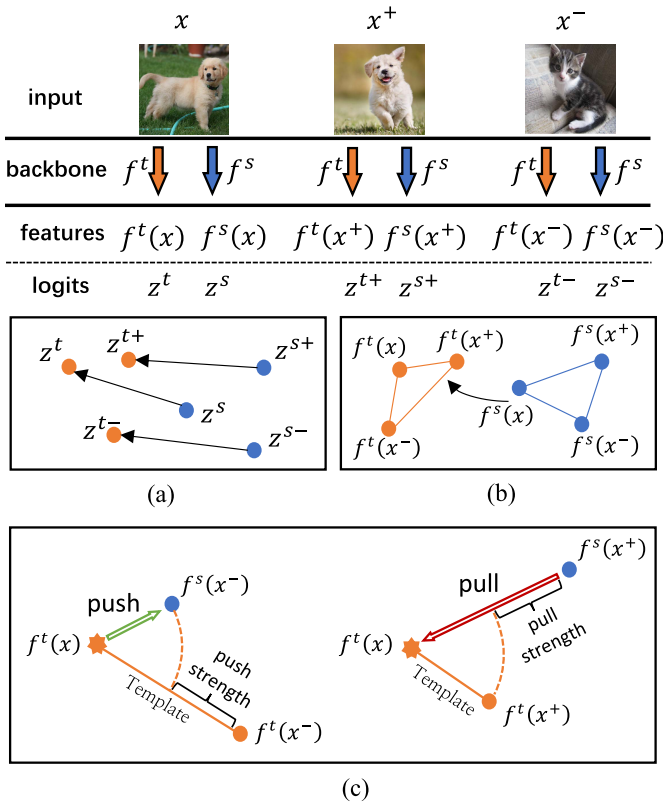 x x⁺ x⁻
input
backbone fᵗ fˢ fᵗ fˢ fᵗ fˢ
features fᵗ(x) fˢ(x) fᵗ(x⁺) fˢ(x⁺) fᵗ(x⁻) fˢ(x⁻)
logits zᵗ zˢ zᵗ⁺ zˢ⁺ zᵗ⁻ zˢ⁻
zᵗ zᵗ⁺ zˢ⁺
zˢ
zᵗ⁻ zˢ⁻
(a)
fᵗ(x) fᵗ(x⁺) fˢ(x⁺)
fˢ(x)
fᵗ(x⁻) fˢ(x⁻)
(b)
push fˢ(x⁻)
fᵗ(x)
push
strength
Template
fᵗ(x⁻)
pull fˢ(x⁺)
pull
strength
fᵗ(x)
Template
fᵗ(x⁺)
(c)